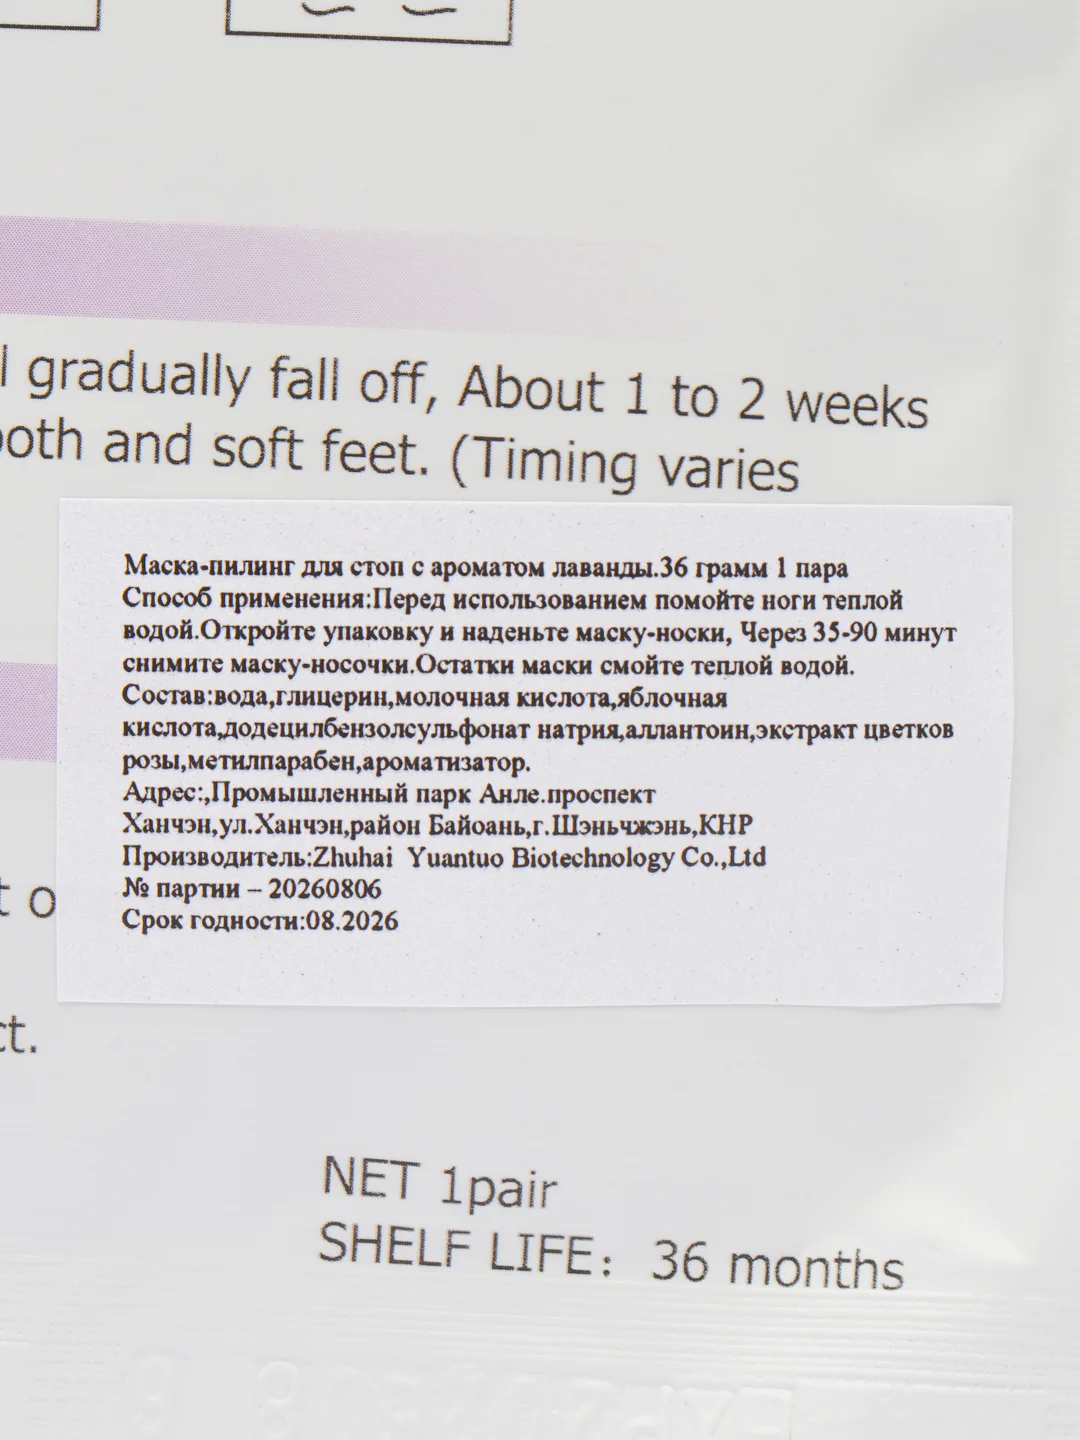 gradually fall off, About 1 to 2 weeks
and soft feet. (Timing varies
Маска-пилинг для стоп с ароматом лаванды.36 грамм 1 пара
Способ применения:Перед использованием помойте ноги теплой
водой.Откройте упаковку и наденьте маску-носки, Через 35-90 минут
снимите маску-носочки.Остатки маски смойте теплой водой.
Состав:вода,глицерин,молочная кислота,яблочная
кислота,додецилбензолсульфонат натрия,аллантоин,экстракт цветков
розы,метилпарабен,ароматизатор.
Адрес:,Промышленный парк Анле.проспект
Ханчэн,ул.Ханчэн,район Байоань,г.Шэньчжэнь,КНР
Производитель:Zhuhai Yuantuo Biotechnology Co.,Ltd
№ партии – 20260806
Срок годности:08.2026
NET 1pair
SHELF LIFE: 36 months